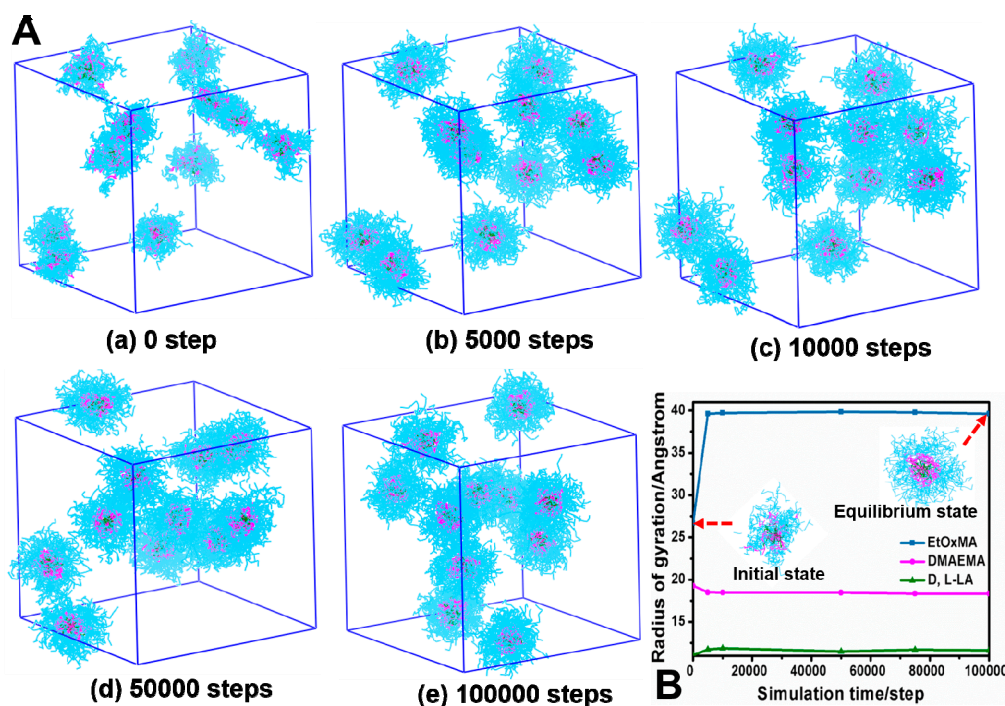 A
(a) 0 step
(b) 5000 steps
(c) 10000 steps
(d) 50000 steps
(e) 100000 steps
B
Radius of gyration/Angstrom
40
35
30
25
20
15
Initial state
Equilibrium state
EtOxMA
DMAEMA
D, L-LA
0 20000 40000 60000 80000 100000
Simulation time/step